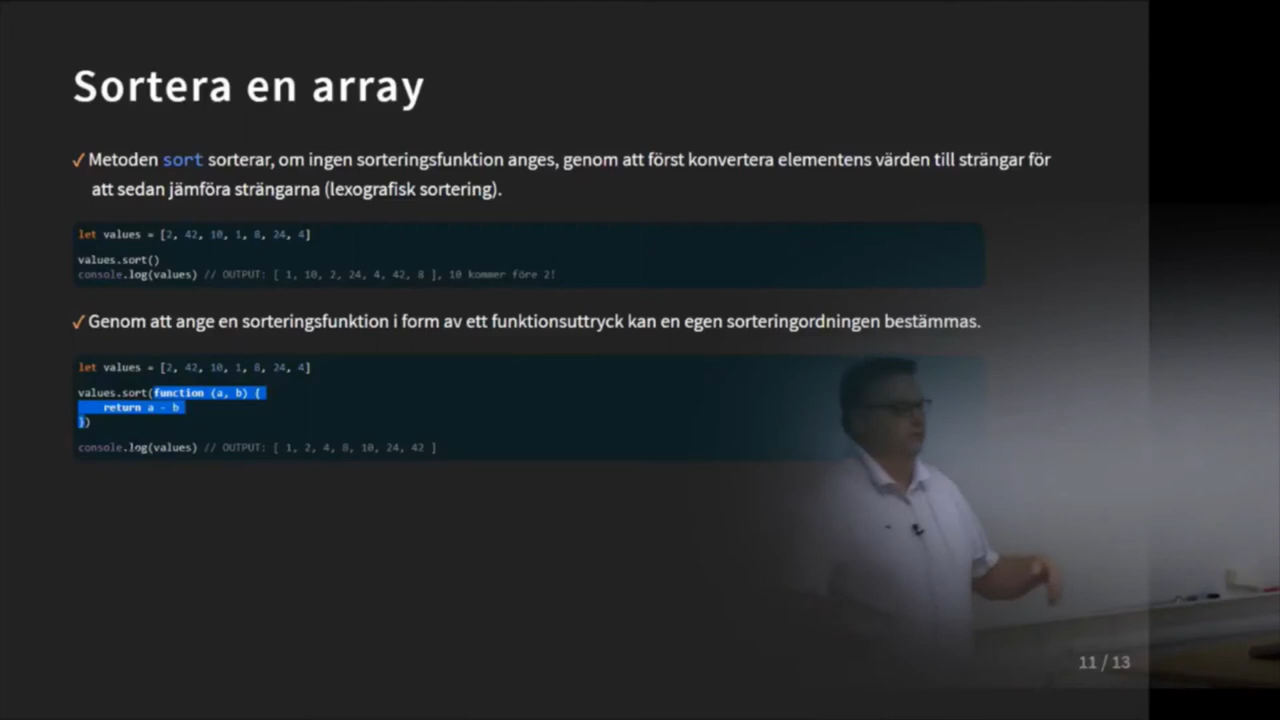 Sortera en array
✓ Metoden sort sorterar, om ingen sorteringsfunktion anges, genom att först konvertera elementens värden till strängar för
att sedan jämföra strängarna (lexografisk sortering).
let values = [2, 42, 10, 1, 8, 24, 4]
values.sort()
console.log(values) // OUTPUT: [ 1, 10, 2, 24, 4, 42, 8 ], 10 kommer före 2!
✓ Genom att ange en sorteringsfunktion i form av ett funktionsuttryck kan en egen sorteringordningen bestämmas.
let values = [2, 42, 10, 1, 8, 24, 4]
values.sort(function (a, b) {
return a - b
})
console.log(values) // OUTPUT: [ 1, 2, 4, 8, 10, 24, 42 ]
11 / 13